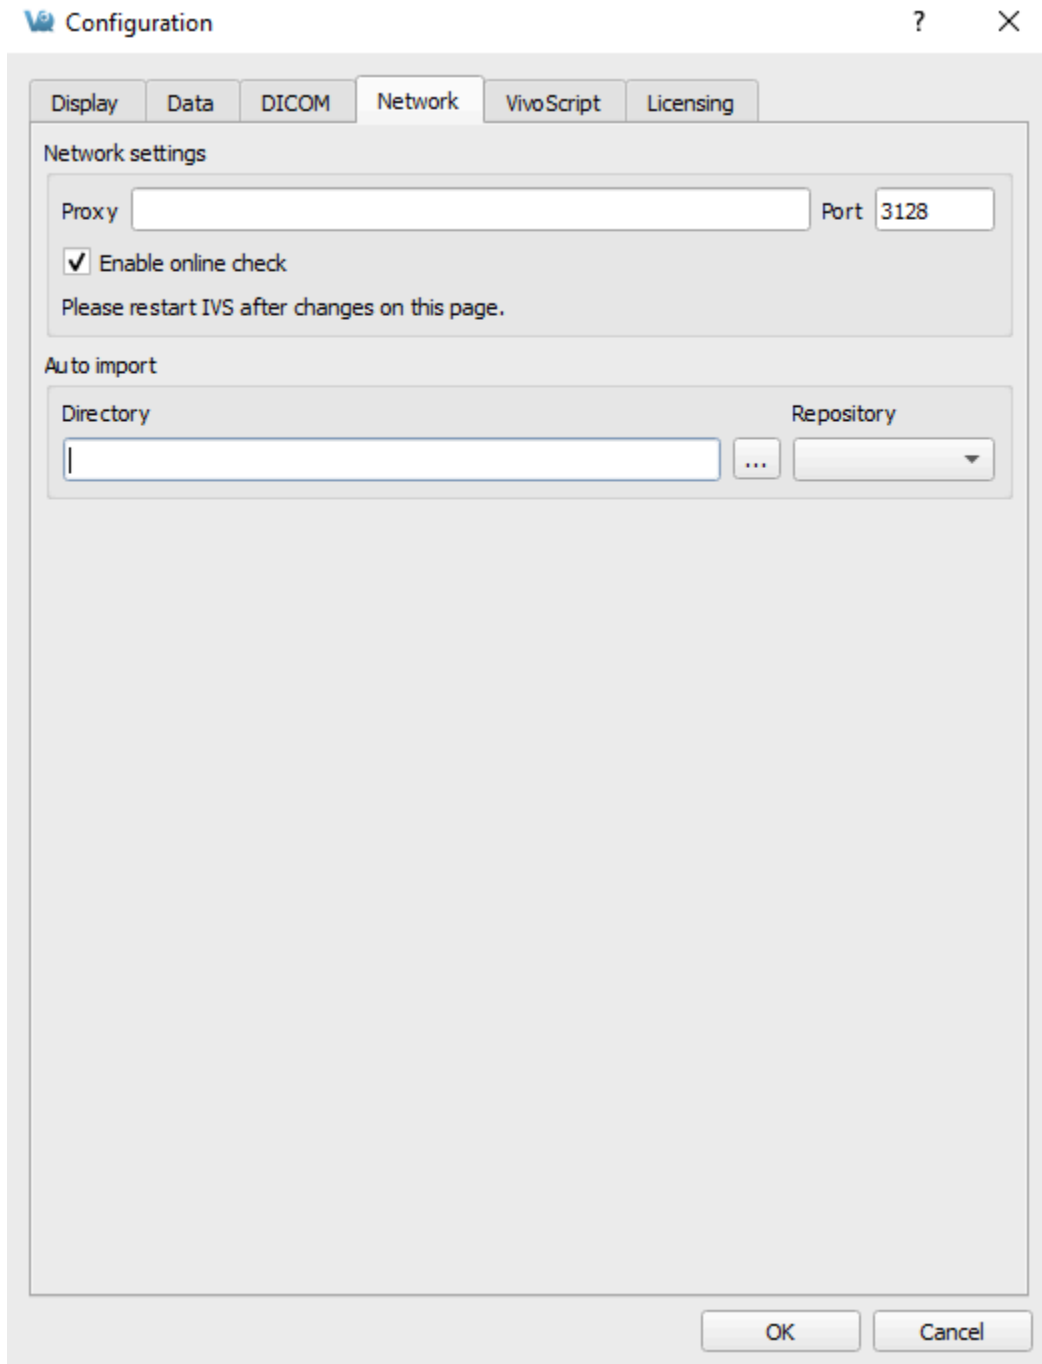 Configuration ? ✕
Display Data DICOM Network VivoScript Licensing
Network settings
Proxy Port 3128
Enable online check
Please restart IVS after changes on this page.
Auto import
Directory Repository
...
OK Cancel